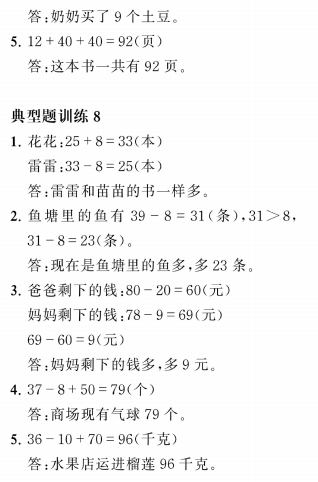 答:奶奶买了 9 个土豆。
5. 12+40+40=92(页)
答:这本书一共有 92 页。
典型题训练 8
1. 花花:25+8=33(本)
雷雷:33-8=25(本)
答:雷雷和苗苗的书一样多。
2. 鱼塘里的鱼有 39-8=31(条),31>8,
31-8=23(条)。
答:现在是鱼塘里的鱼多,多 23 条。
3. 爸爸剩下的钱:80-20=60(元)
妈妈剩下的钱:78-9=69(元)
69-60=9(元)
答:妈妈剩下的钱多,多 9 元。
4. 37-8+50=79(个)
答:商场现有气球 79 个。
5. 36-10+70=96(千克)
答:水果店运进榴莲 96 千克。